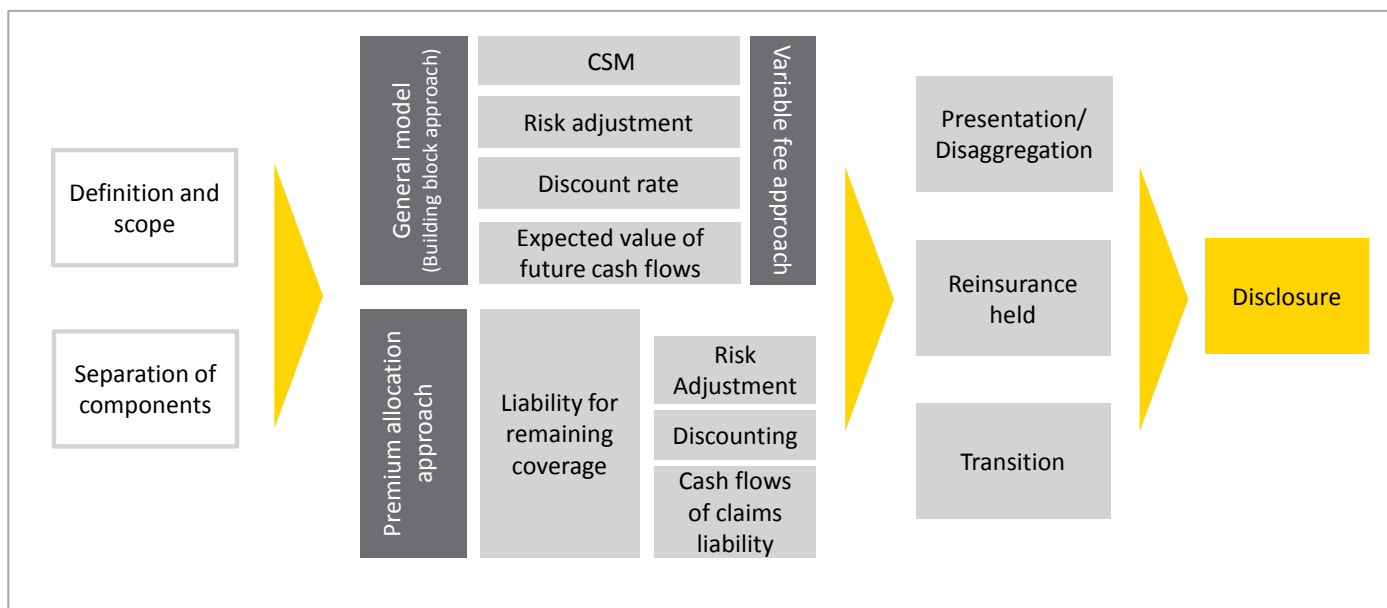 Definition and
scope
Separation of
components
General model
(Building block approach)
CSM
Risk adjustment
Discount rate
Expected value of
future cash flows
Variable fee approach
Premium allocation
approach
Liability for
remaining
coverage
Risk
Adjustment
Discounting
Cash flows
of claims
liability
Presentation/
Disaggregation
Reinsurance
held
Transition
Disclosure